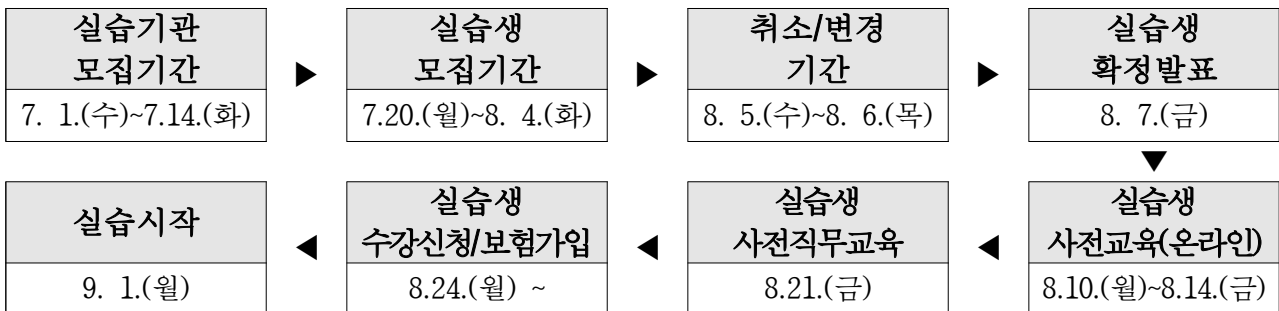 실습기관
모집기간
7. 1.(수)~7.14.(화)
▶
실습생
모집기간
7.20.(월)~8. 4.(화)
▶
취소/변경
기간
8. 5.(수)~8. 6.(목)
▶
실습생
확정발표
8. 7.(금)
▼
실습생
사전교육(온라인)
8.10.(월)~8.14.(금)
◀
실습생
사전직무교육
8.21.(금)
◀
실습생
수강신청/보험가입
8.24.(월) ~
◀
실습시작
9. 1.(월)